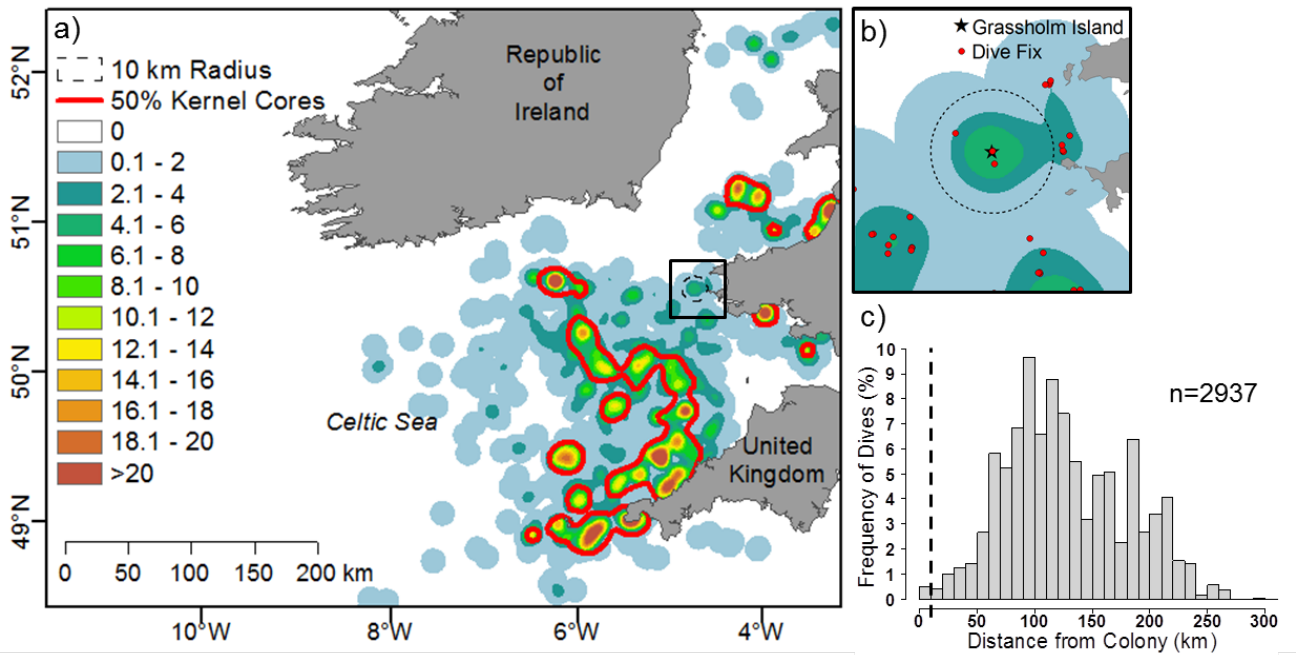 a)
10 km Radius
50% Kernel Cores
0
0.1 - 2
2.1 - 4
4.1 - 6
6.1 - 8
8.1 - 10
10.1 - 12
12.1 - 14
14.1 - 16
16.1 - 18
18.1 - 20
>20
Republic
of
Ireland
Celtic Sea
United
Kingdom
0 50 100 150 200 km
52°N
51°N
50°N
49°N
10°W 8°W 6°W 4°W
b)
Grassholm Island
Dive Fix
c)
n=2937
Frequency of Dives (%)
10
9
8
7
6
5
4
3
2
1
0
0 50 100 150 200 250 300
Distance from Colony (km)